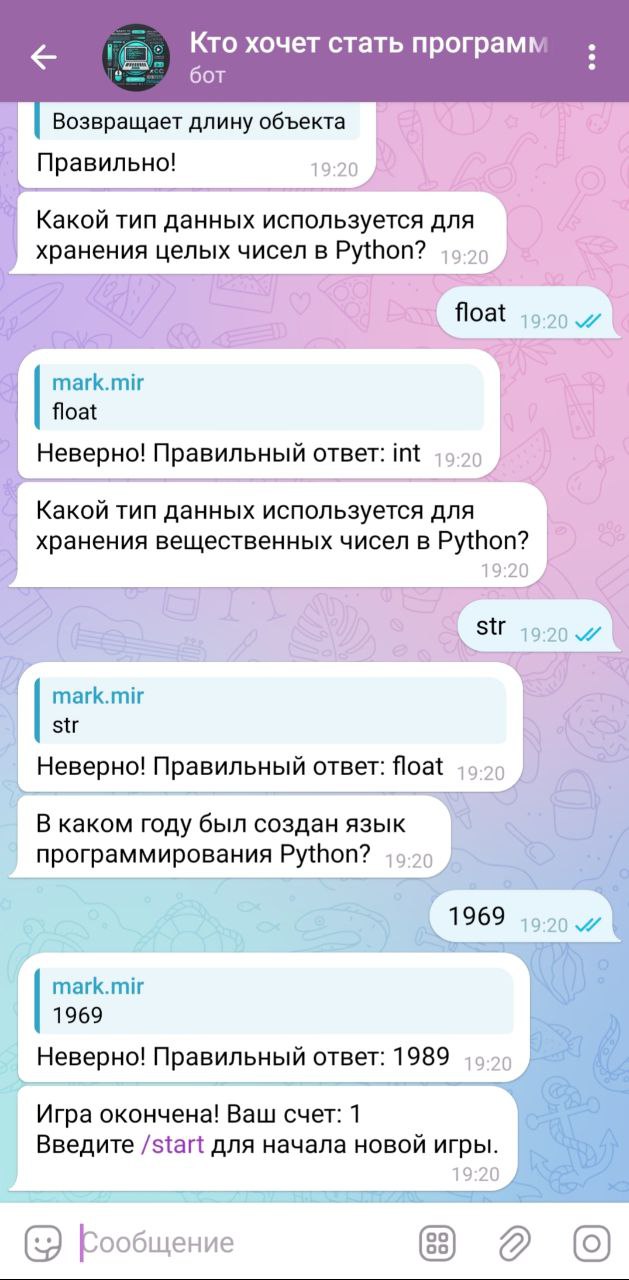 Кто хочет стать программ
бот
Возвращает длину объекта
Правильно!
19:20
Какой тип данных используется для
хранения целых чисел в Python? 19:20
float 19:20
mark.mir
float
Неверно! Правильный ответ: int 19:20
Какой тип данных используется для
хранения вещественных чисел в Python?
19:20
str 19:20
mark.mir
str
Неверно! Правильный ответ: float 19:20
В каком году был создан язык
программирования Python? 19:20
1969 19:20
mark.mir
1969
Неверно! Правильный ответ: 1989 19:20
Игра окончена! Ваш счет: 1
Введите /start для начала новой игры.
19:20
Сообщение